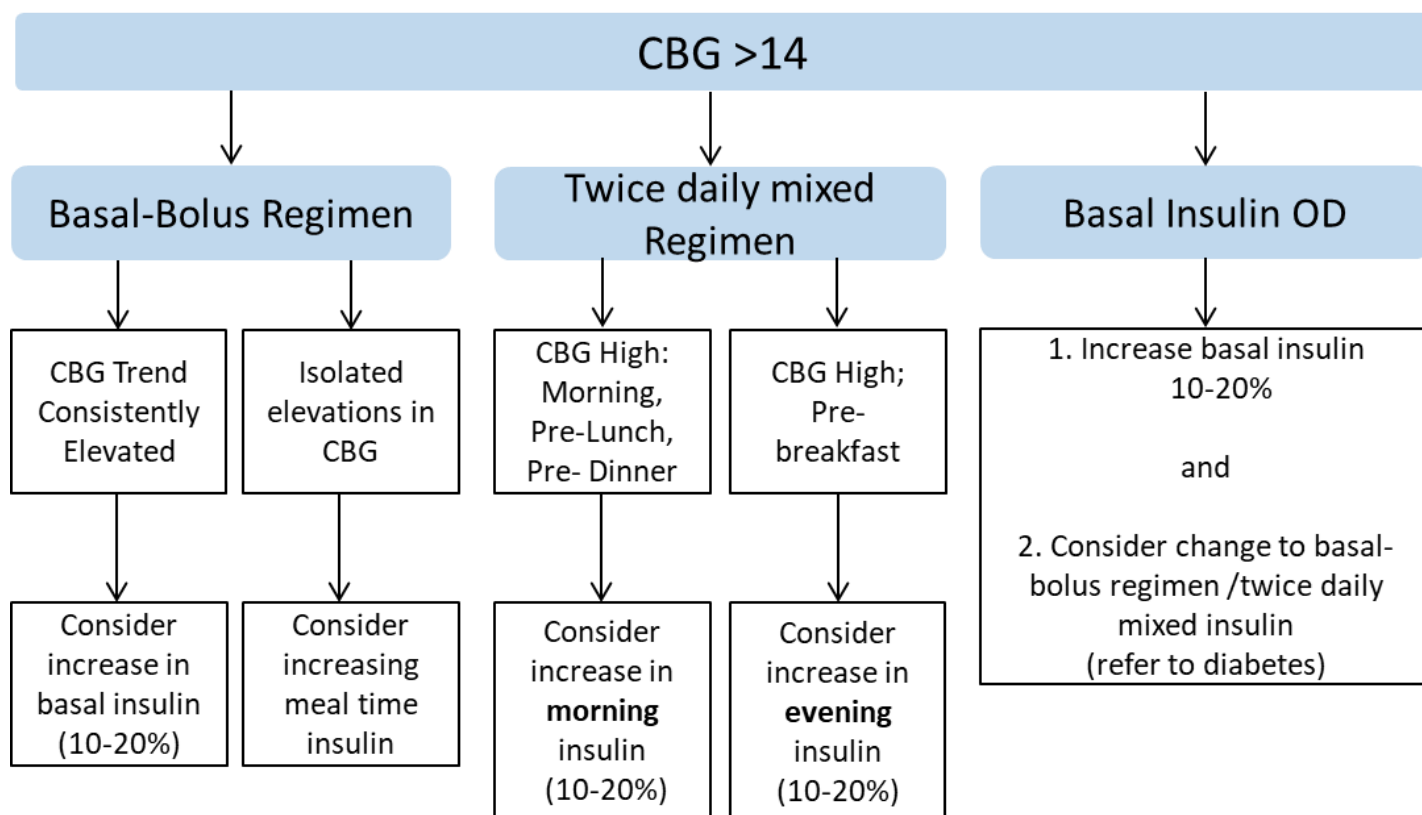 CBG >14
Basal-Bolus Regimen
Twice daily mixed
Regimen
Basal Insulin OD
CBG Trend
Consistently
Elevated
Isolated
elevations in
CBG
CBG High:
Morning,
Pre-Lunch,
Pre- Dinner
CBG High;
Pre-
breakfast
1. Increase basal insulin
10-20%
and
2. Consider change to basal-
bolus regimen /twice daily
mixed insulin
(refer to diabetes)
Consider
increase in
basal insulin
(10-20%)
Consider
increasing
meal time
insulin
Consider
increase in
morning
insulin
(10-20%)
Consider
increase in
evening
insulin
(10-20%)